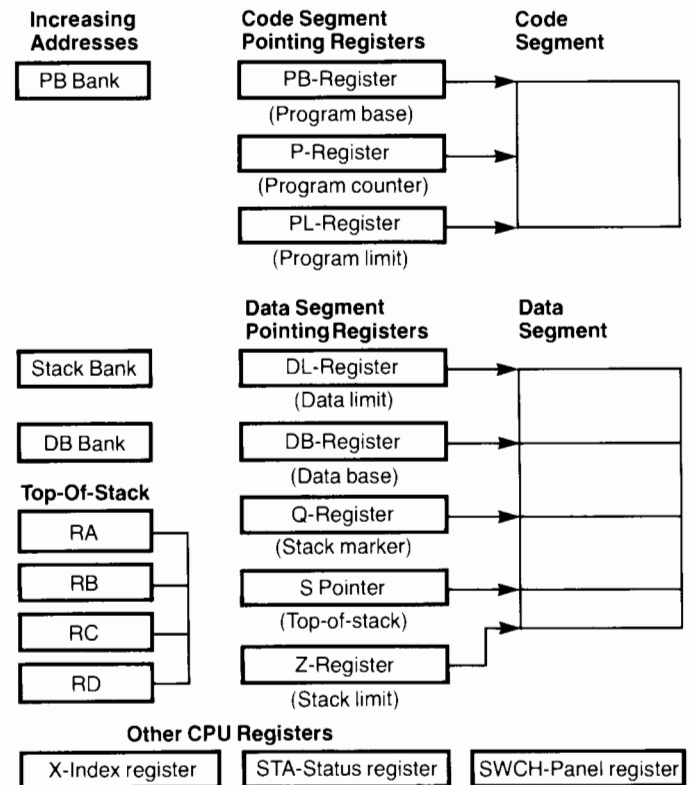 Increasing Addresses
Code Segment Pointing Registers
Code Segment
PB Bank
PB-Register
(Program base)
P-Register
(Program counter)
PL-Register
(Program limit)
Data Segment Pointing Registers
Data Segment
Stack Bank
DL-Register
(Data limit)
DB Bank
DB-Register
(Data base)
Top-Of-Stack
RA
RB
RC
RD
Q-Register
(Stack marker)
S Pointer
(Top-of-stack)
Z-Register
(Stack limit)
Other CPU Registers
X-Index register
STA-Status register
SWCH-Panel register